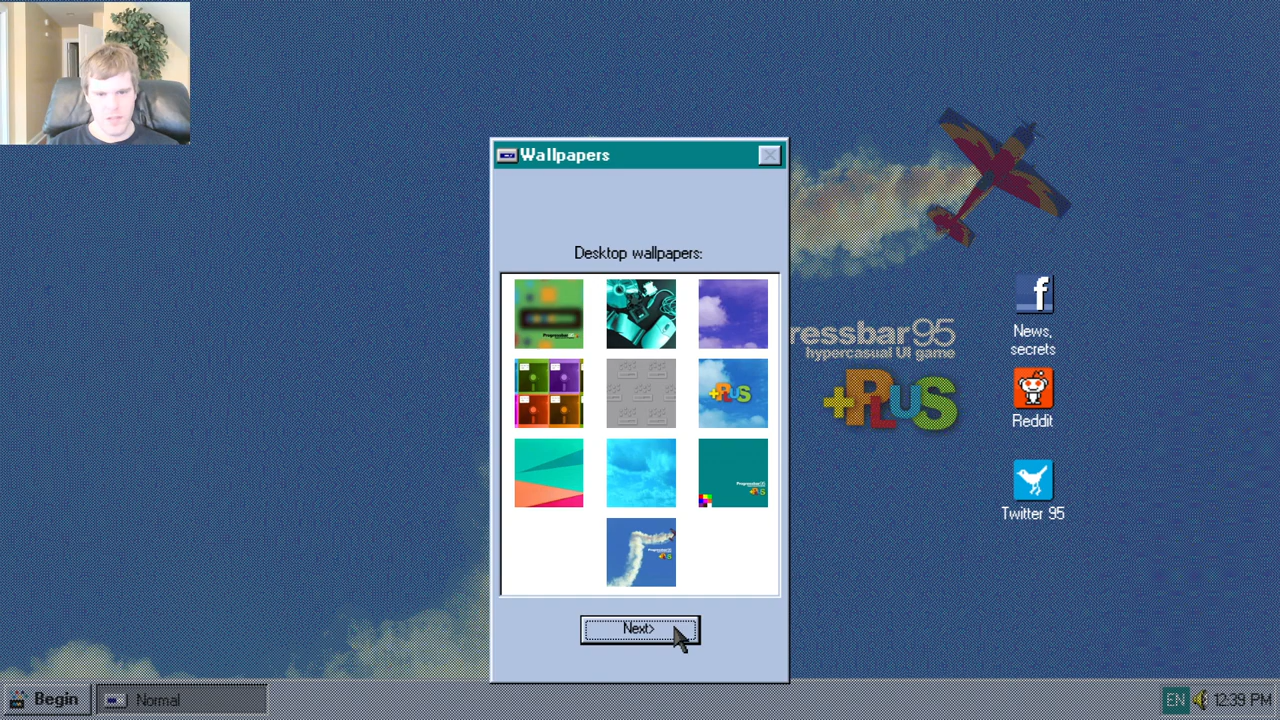 Wallpapers
Desktop wallpapers:
+PLUS
Next>
ressbar95
hypercasual UI game
+PLUS
News,
secrets
Reddit
Twitter 95
Begin
Normal
EN
12:39 PM